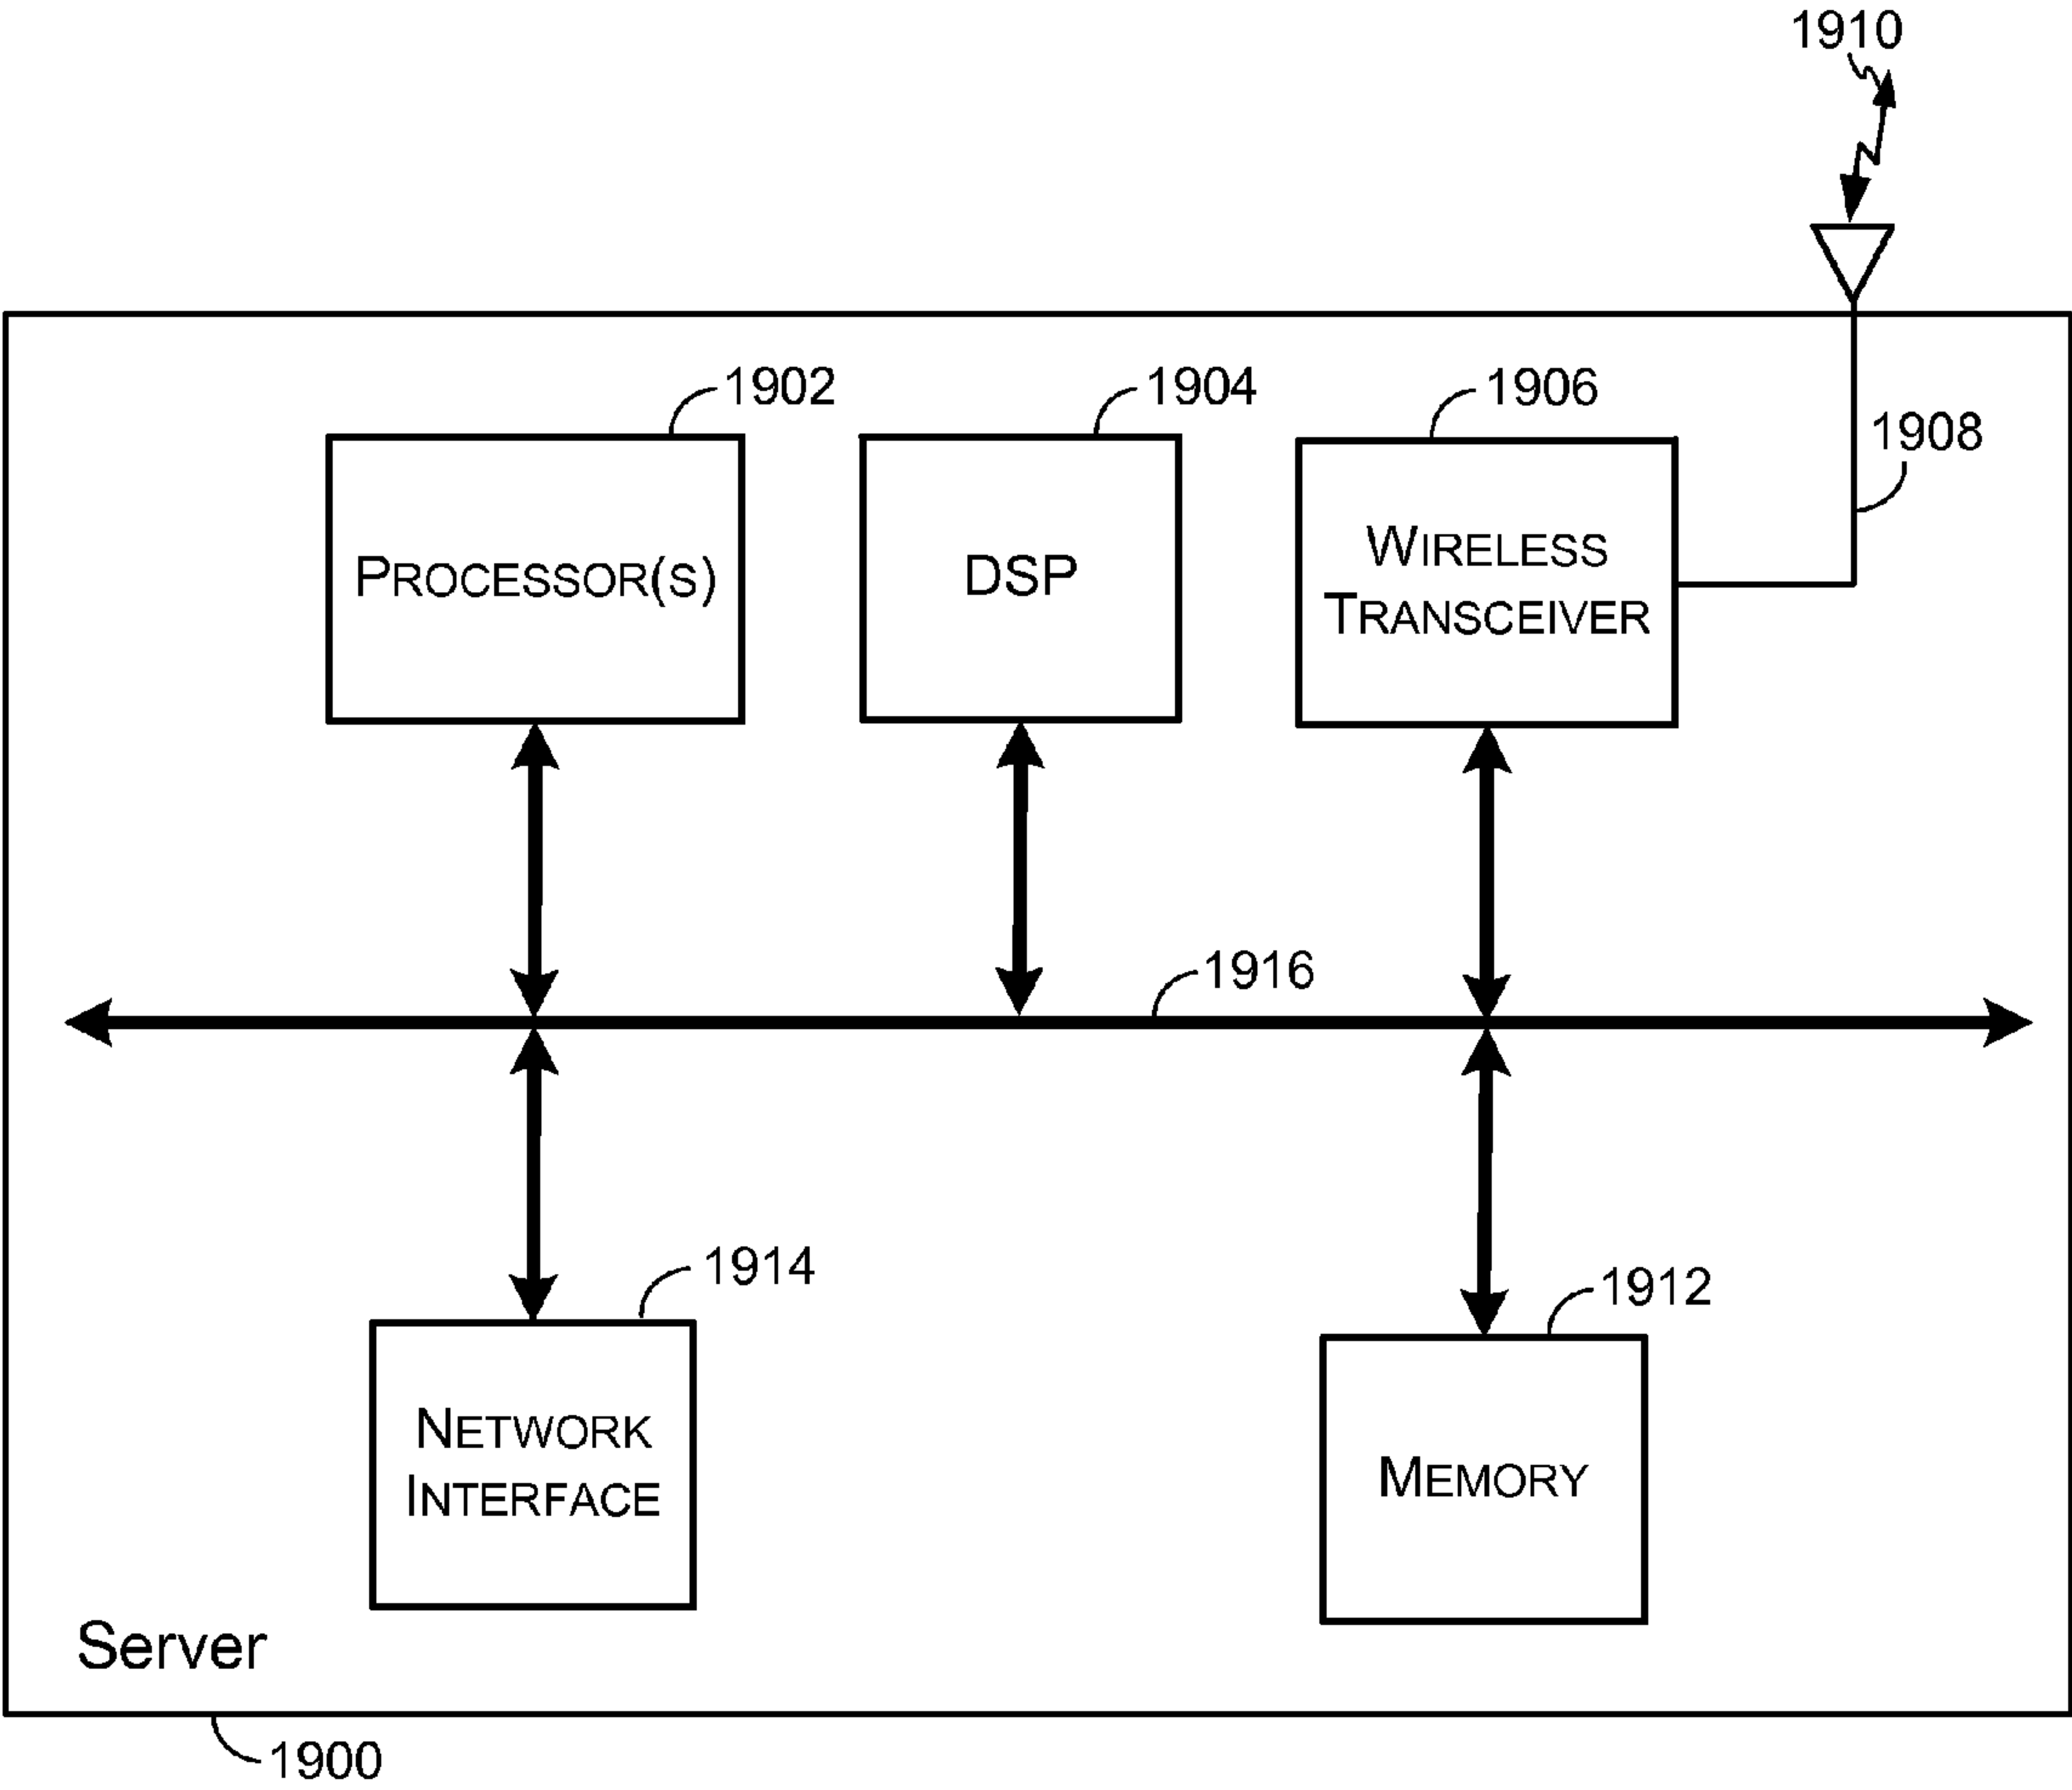 1910
1902
1904
1906
1908
PROCESSOR(S)
DSP
WIRELESS
TRANSCEIVER
1916
1914
1912
NETWORK
INTERFACE
MEMORY
Server
1900